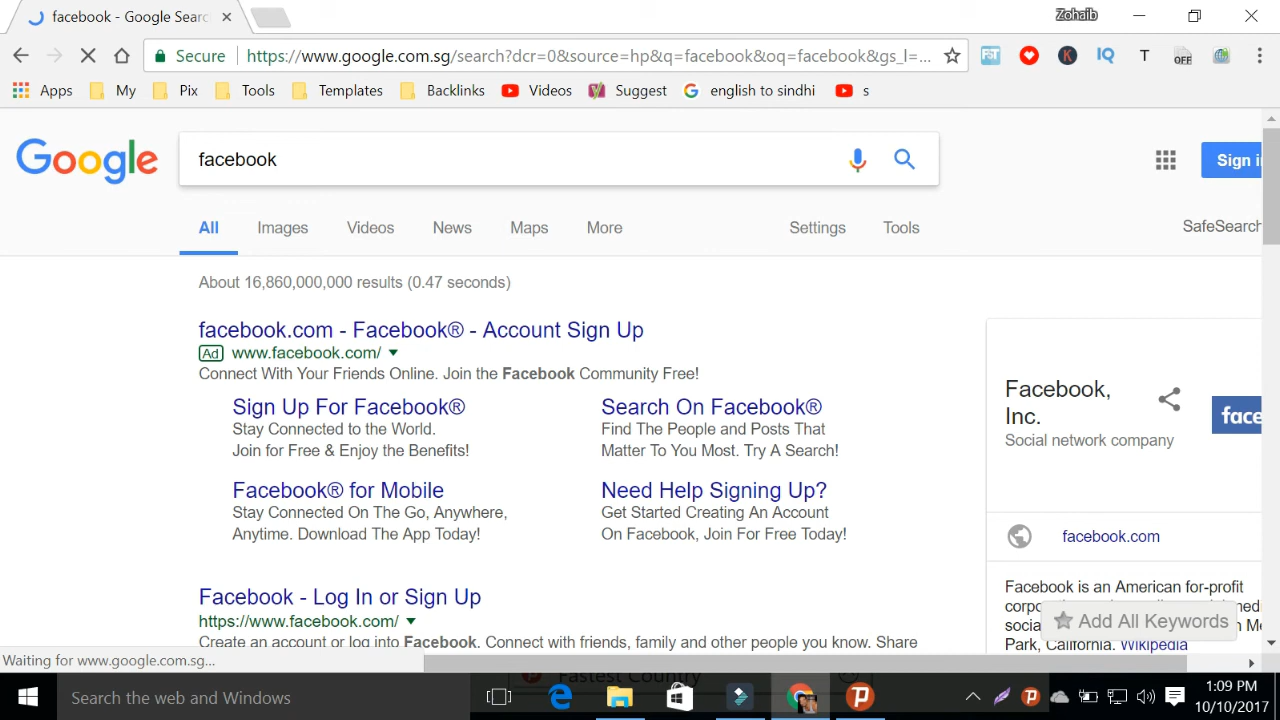 facebook - Google Searc
Zohaib
Secure https://www.google.com.sg/search?dcr=0&source=hp&q=facebook&oq=facebook&gs_l=...
IQ T OFF
Apps My Pix Tools Templates Backlinks Videos Suggest english to sindhi s
Google facebook
Sign i
All Images Videos News Maps More Settings Tools SafeSearch
About 16,860,000,000 results (0.47 seconds)
facebook.com - Facebook® - Account Sign Up
Ad www.facebook.com/
Connect With Your Friends Online. Join the Facebook Community Free!
Sign Up For Facebook®
Stay Connected to the World.
Join for Free & Enjoy the Benefits!
Search On Facebook®
Find The People and Posts That
Matter To You Most. Try A Search!
Facebook® for Mobile
Stay Connected On The Go, Anywhere,
Anytime. Download The App Today!
Need Help Signing Up?
Get Started Creating An Account
On Facebook, Join For Free Today!
Facebook - Log In or Sign Up
https://www.facebook.com/
Create an account or log into Facebook. Connect with friends, family and other people you know. Share
Facebook,
Inc.
Social network company
face
facebook.com
Facebook is an American for-profit
Park, California. Wikipedia
Add All Keywords
Waiting for www.google.com.sg...
Fastest Country
Search the web and Windows
1:09 PM
10/10/2017